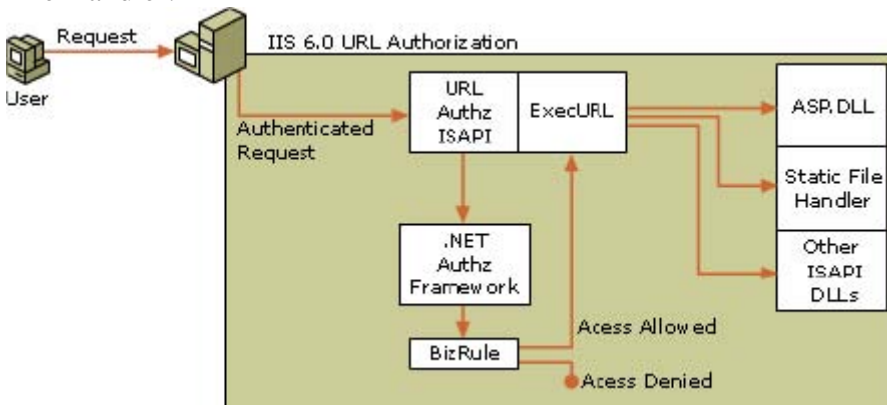 Request
IIS 6.0 URL Authorization
User
URL
Authz
ISAPI
ExecURL
ASP.DLL
Authenticated
Request
Static File
Handler
.NET
Authz
Framework
Other
ISAPI
DLLs
Acess Allowed
BizRule
Acess Denied